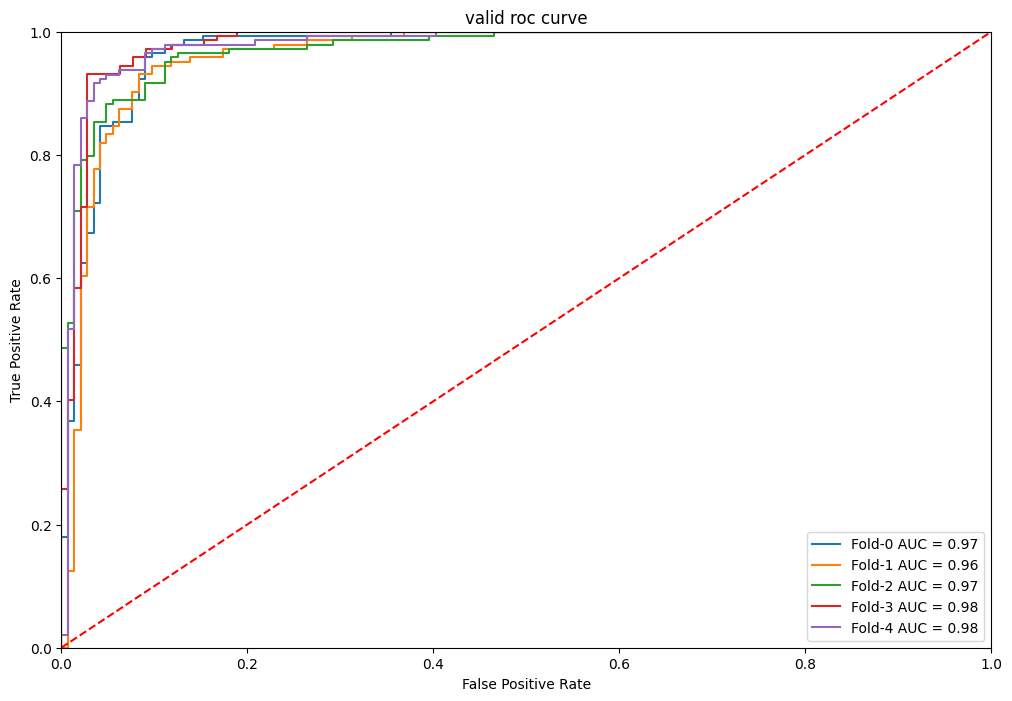 valid roc curve
True Positive Rate
1.0
0.8
0.6
0.4
0.2
0.0
0.0 0.2 0.4 0.6 0.8 1.0
False Positive Rate
Fold-0 AUC = 0.97
Fold-1 AUC = 0.96
Fold-2 AUC = 0.97
Fold-3 AUC = 0.98
Fold-4 AUC = 0.98